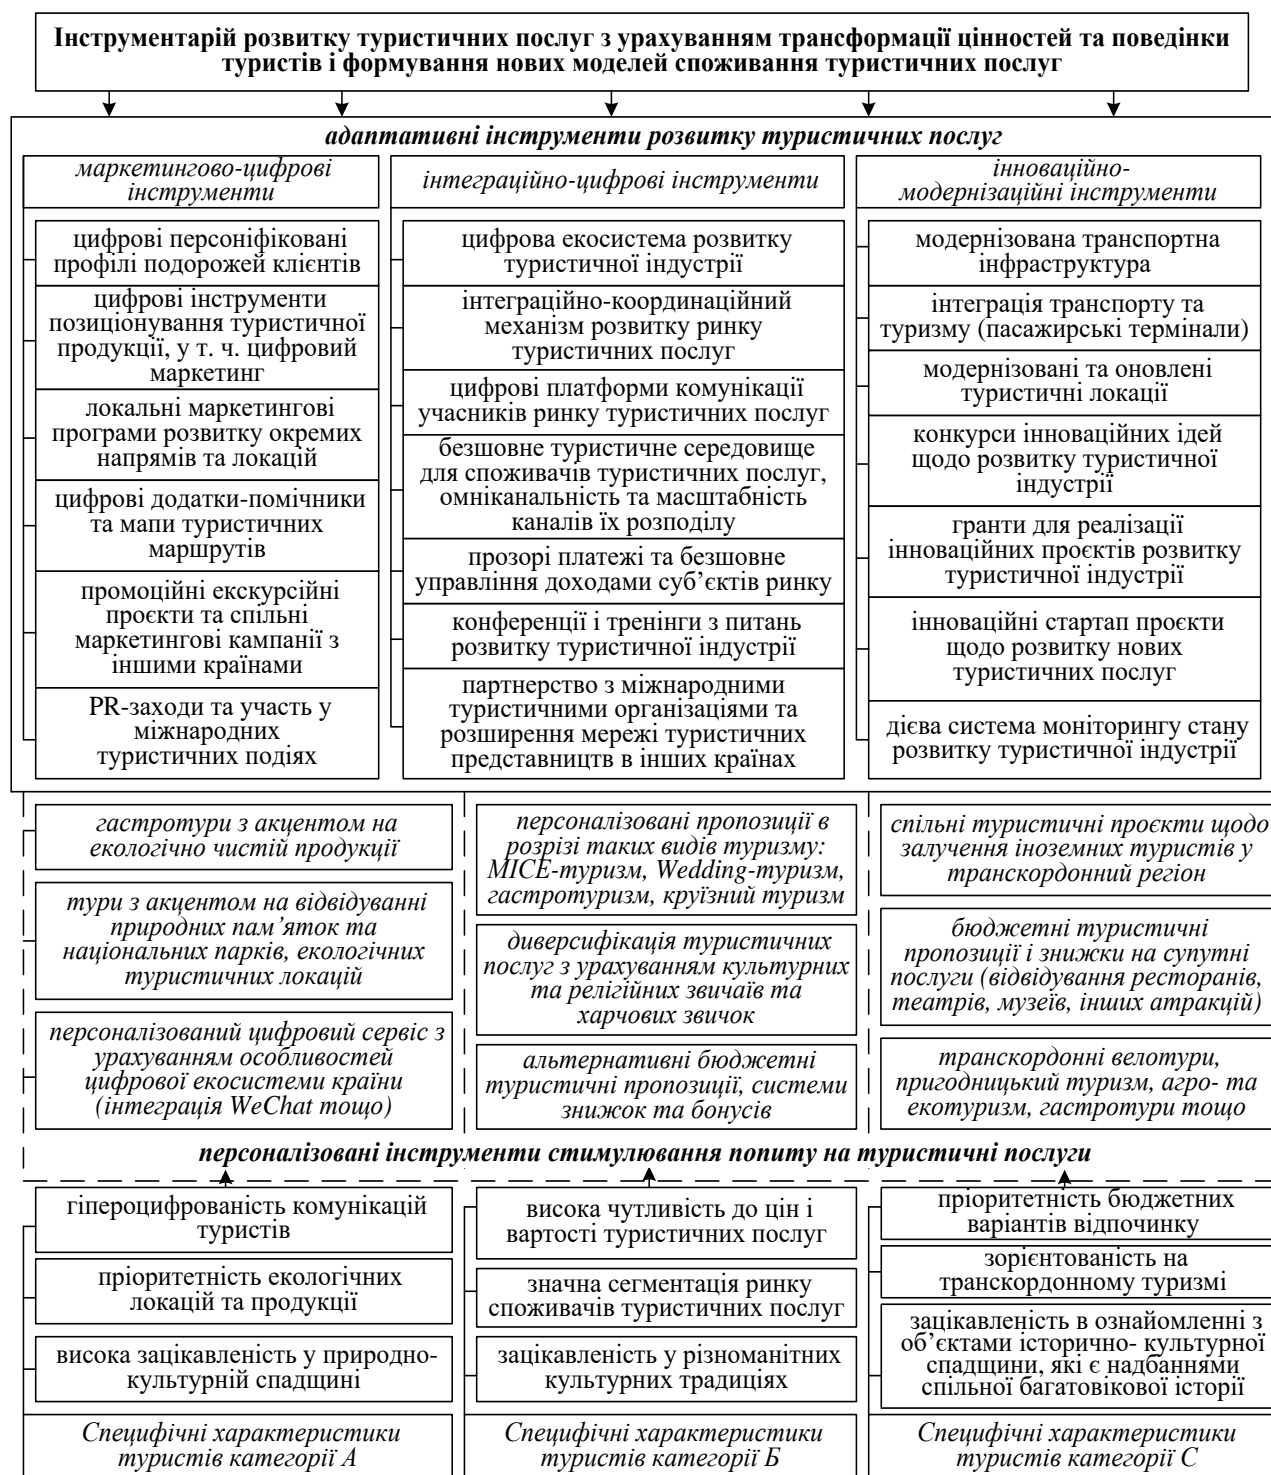 Інструментарій розвитку туристичних послуг з урахуванням трансформації цінностей та поведінки
туристів і формування нових моделей споживання туристичних послуг
адаптативні інструменти розвитку туристичних послуг
маркетингово-цифрові
інструменти
цифрові персоніфіковані
профілі подорожей клієнтів
цифрові інструменти
позиціонування туристичної
продукції, у т. ч. цифровий
маркетинг
локальні маркетингові
програми розвитку окремих
напрямів та локацій
цифрові додатки-помічники
та мапи туристичних
маршрутів
промоційні екскурсійні
проєкти та спільні
маркетингові кампанії з
іншими країнами
PR-заходи та участь у
міжнародних
туристичних подіях
інтеграційно-цифрові інструменти
цифрова екосистема розвитку
туристичної індустрії
інтеграційно-координаційний
механізм розвитку ринку
туристичних послуг
цифрові платформи комунікації
учасників ринку туристичних послуг
безшовне туристичне середовище
для споживачів туристичних послуг,
омніканальність та масштабність
каналів їх розподілу
прозорі платежі та безшовне
управління доходами суб’єктів ринку
конференції і тренінги з питань
розвитку туристичної індустрії
партнерство з міжнародними
туристичними організаціями та
розширення мережі туристичних
представництв в інших країнах
інноваційно-
модернізаційні інструменти
модернізована транспортна
інфраструктура
інтеграція транспорту та
туризму (пасажирські термінали)
модернізовані та оновлені
туристичні локації
конкурси інноваційних ідей
щодо розвитку туристичної
індустрії
гранти для реалізації
інноваційних проєктів розвитку
туристичної індустрії
інноваційні стартап проєкти
щодо розвитку нових
туристичних послуг
дієва система моніторингу стану
розвитку туристичної індустрії
гастротури з акцентом на
екологічно чистій продукції
тури з акцентом на відвідуванні
природних пам’яток та
національних парків, екологічних
туристичних локацій
персоналізований цифровий сервіс з
урахуванням особливостей
цифрової екосистеми країни
(інтеграція WeChat тощо)
персоналізовані пропозиції в
розрізі таких видів туризму:
MICE-туризм, Wedding-туризм,
гастротуризм, круїзний туризм
диверсифікація туристичних
послуг з урахуванням культурних
та релігійних звичаїв та
харчових звичок
альтернативні бюджетні
туристичні пропозиції, системи
знижок та бонусів
спільні туристичні проєкти щодо
залучення іноземних туристів у
транскордонний регіон
бюджетні туристичні
пропозиції і знижки на супутні
послуги (відвідування ресторанів,
театрів, музеїв, інших атракцій)
транскордонні велотури,
пригодницький туризм, агро- та
екотуризм, гастротури тощо
персоналізовані інструменти стимулювання попиту на туристичні послуги
гіпероцифрованість комунікацій
туристів
пріоритетність екологічних
локацій та продукції
висока зацікавленість у природно-
культурній спадщині
Специфічні характеристики
туристів категорії А
висока чутливість до цін і
вартості туристичних послуг
значна сегментація ринку
споживачів туристичних послуг
зацікавленість у різноманітних
культурних традиціях
Специфічні характеристики
туристів категорії Б
пріоритетність бюджетних
варіантів відпочинку
зорієнтованість на
транскордонному туризмі
зацікавленість в ознайомленні з
об’єктами історично- культурної
спадщини, які є надбаннями
спільної багатовікової історії
Специфічні характеристики
туристів категорії С